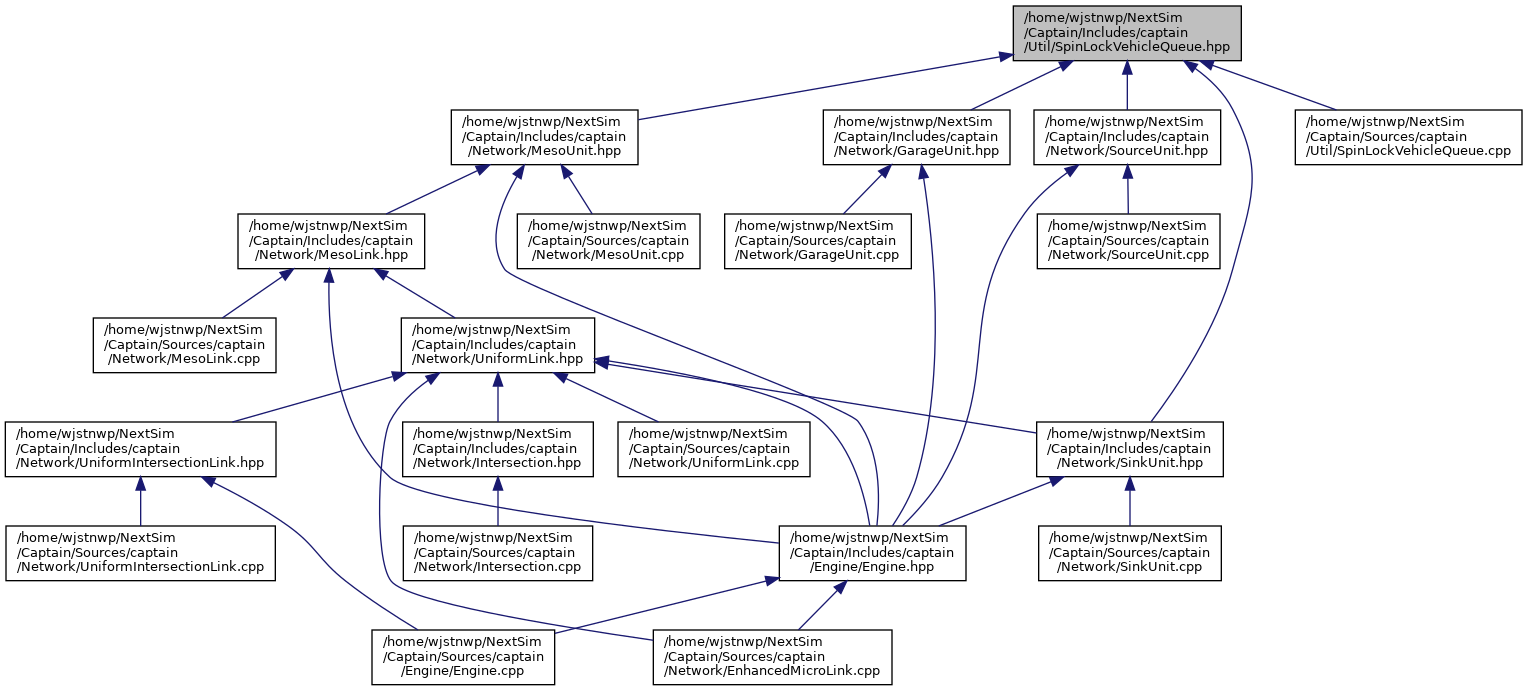 /home/wjstnwp/NextSim
/Captain/Includes/captain
/Util/SpinLockVehicleQueue.hpp
/home/wjstnwp/NextSim
/Captain/Includes/captain
/Network/MesoUnit.hpp
/home/wjstnwp/NextSim
/Captain/Includes/captain
/Network/GarageUnit.hpp
/home/wjstnwp/NextSim
/Captain/Includes/captain
/Network/SourceUnit.hpp
/home/wjstnwp/NextSim
/Captain/Sources/captain
/Util/SpinLockVehicleQueue.cpp
/home/wjstnwp/NextSim
/Captain/Includes/captain
/Network/MesoLink.hpp
/home/wjstnwp/NextSim
/Captain/Sources/captain
/Network/MesoUnit.cpp
/home/wjstnwp/NextSim
/Captain/Sources/captain
/Network/GarageUnit.cpp
/home/wjstnwp/NextSim
/Captain/Sources/captain
/Network/SourceUnit.cpp
/home/wjstnwp/NextSim
/Captain/Sources/captain
/Network/MesoLink.cpp
/home/wjstnwp/NextSim
/Captain/Includes/captain
/Network/UniformLink.hpp
/home/wjstnwp/NextSim
/Captain/Includes/captain
/Network/UniformIntersectionLink.hpp
/home/wjstnwp/NextSim
/Captain/Includes/captain
/Network/Intersection.hpp
/home/wjstnwp/NextSim
/Captain/Sources/captain
/Network/UniformLink.cpp
/home/wjstnwp/NextSim
/Captain/Includes/captain
/Network/SinkUnit.hpp
/home/wjstnwp/NextSim
/Captain/Sources/captain
/Network/UniformIntersectionLink.cpp
/home/wjstnwp/NextSim
/Captain/Sources/captain
/Network/Intersection.cpp
/home/wjstnwp/NextSim
/Captain/Includes/captain
/Engine/Engine.hpp
/home/wjstnwp/NextSim
/Captain/Sources/captain
/Network/SinkUnit.cpp
/home/wjstnwp/NextSim
/Captain/Sources/captain
/Engine/Engine.cpp
/home/wjstnwp/NextSim
/Captain/Sources/captain
/Network/EnhancedMicroLink.cpp